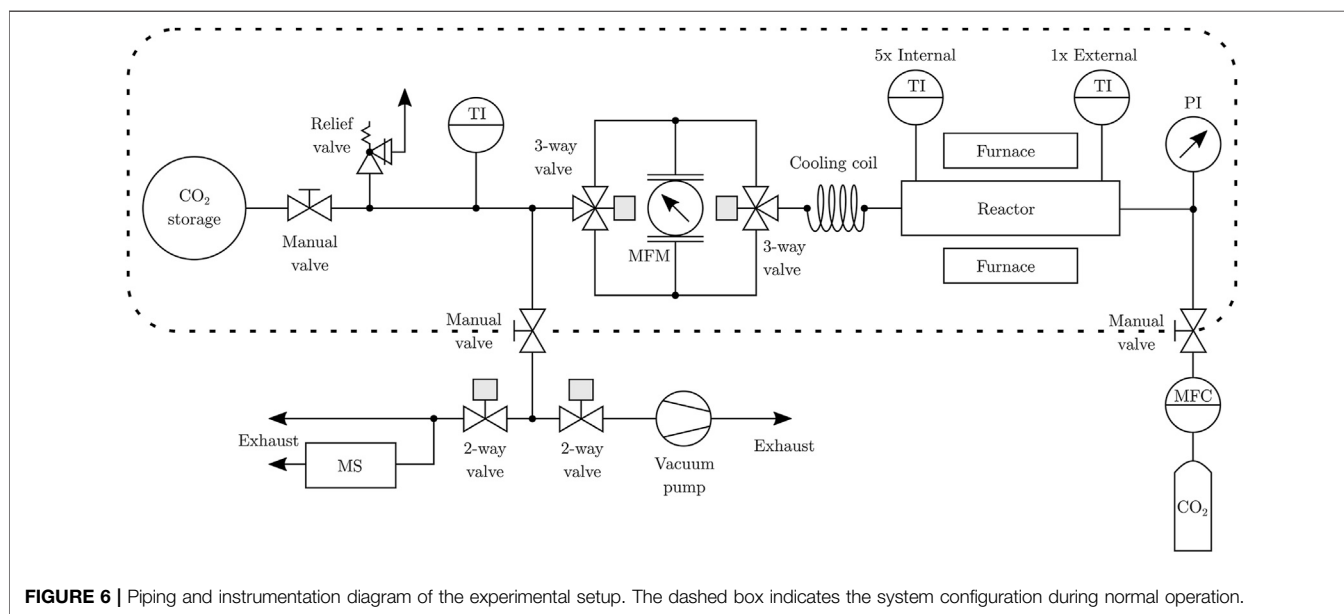 5x Internal
1x External
TI
TI
PI
Relief
valve
TI
3-way
valve
Furnace
Cooling coil
CO₂
storage
Reactor
Manual
valve
MFM
3-way
valve
Furnace
Manual
valve
Manual
valve
MFC
Exhaust
2-way
valve
2-way
valve
Exhaust
MS
Vacuum
pump
CO₂
FIGURE 6 | Piping and instrumentation diagram of the experimental setup. The dashed box indicates the system configuration during normal operation.